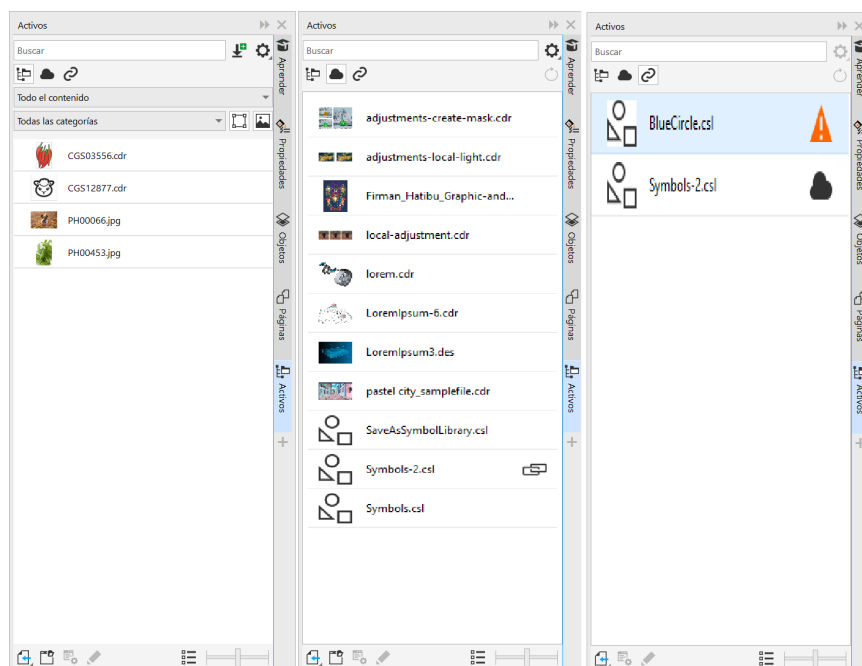 Activos
Buscar
Todo el contenido
Todas las categorías
CGS03556.cdr
CGS12877.cdr
PH00066.jpg
PH00453.jpg
Aprender
Propiedades
Objetos
Páginas
Activos
Activos
Buscar
adjustments-create-mask.cdr
adjustments-local-light.cdr
Firman_Hatibu_Graphic-and...
local-adjustment.cdr
lorem.cdr
LoremIpsum-6.cdr
LoremIpsum3.des
pastel city_samplefile.cdr
SaveAsSymbolLibrary.csl
Symbols-2.csl
Symbols.csl
Aprender
Propiedades
Objetos
Páginas
Activos
Activos
Buscar
BlueCircle.csl
Symbols-2.csl
Aprender
Propiedades
Objetos
Páginas
Activos